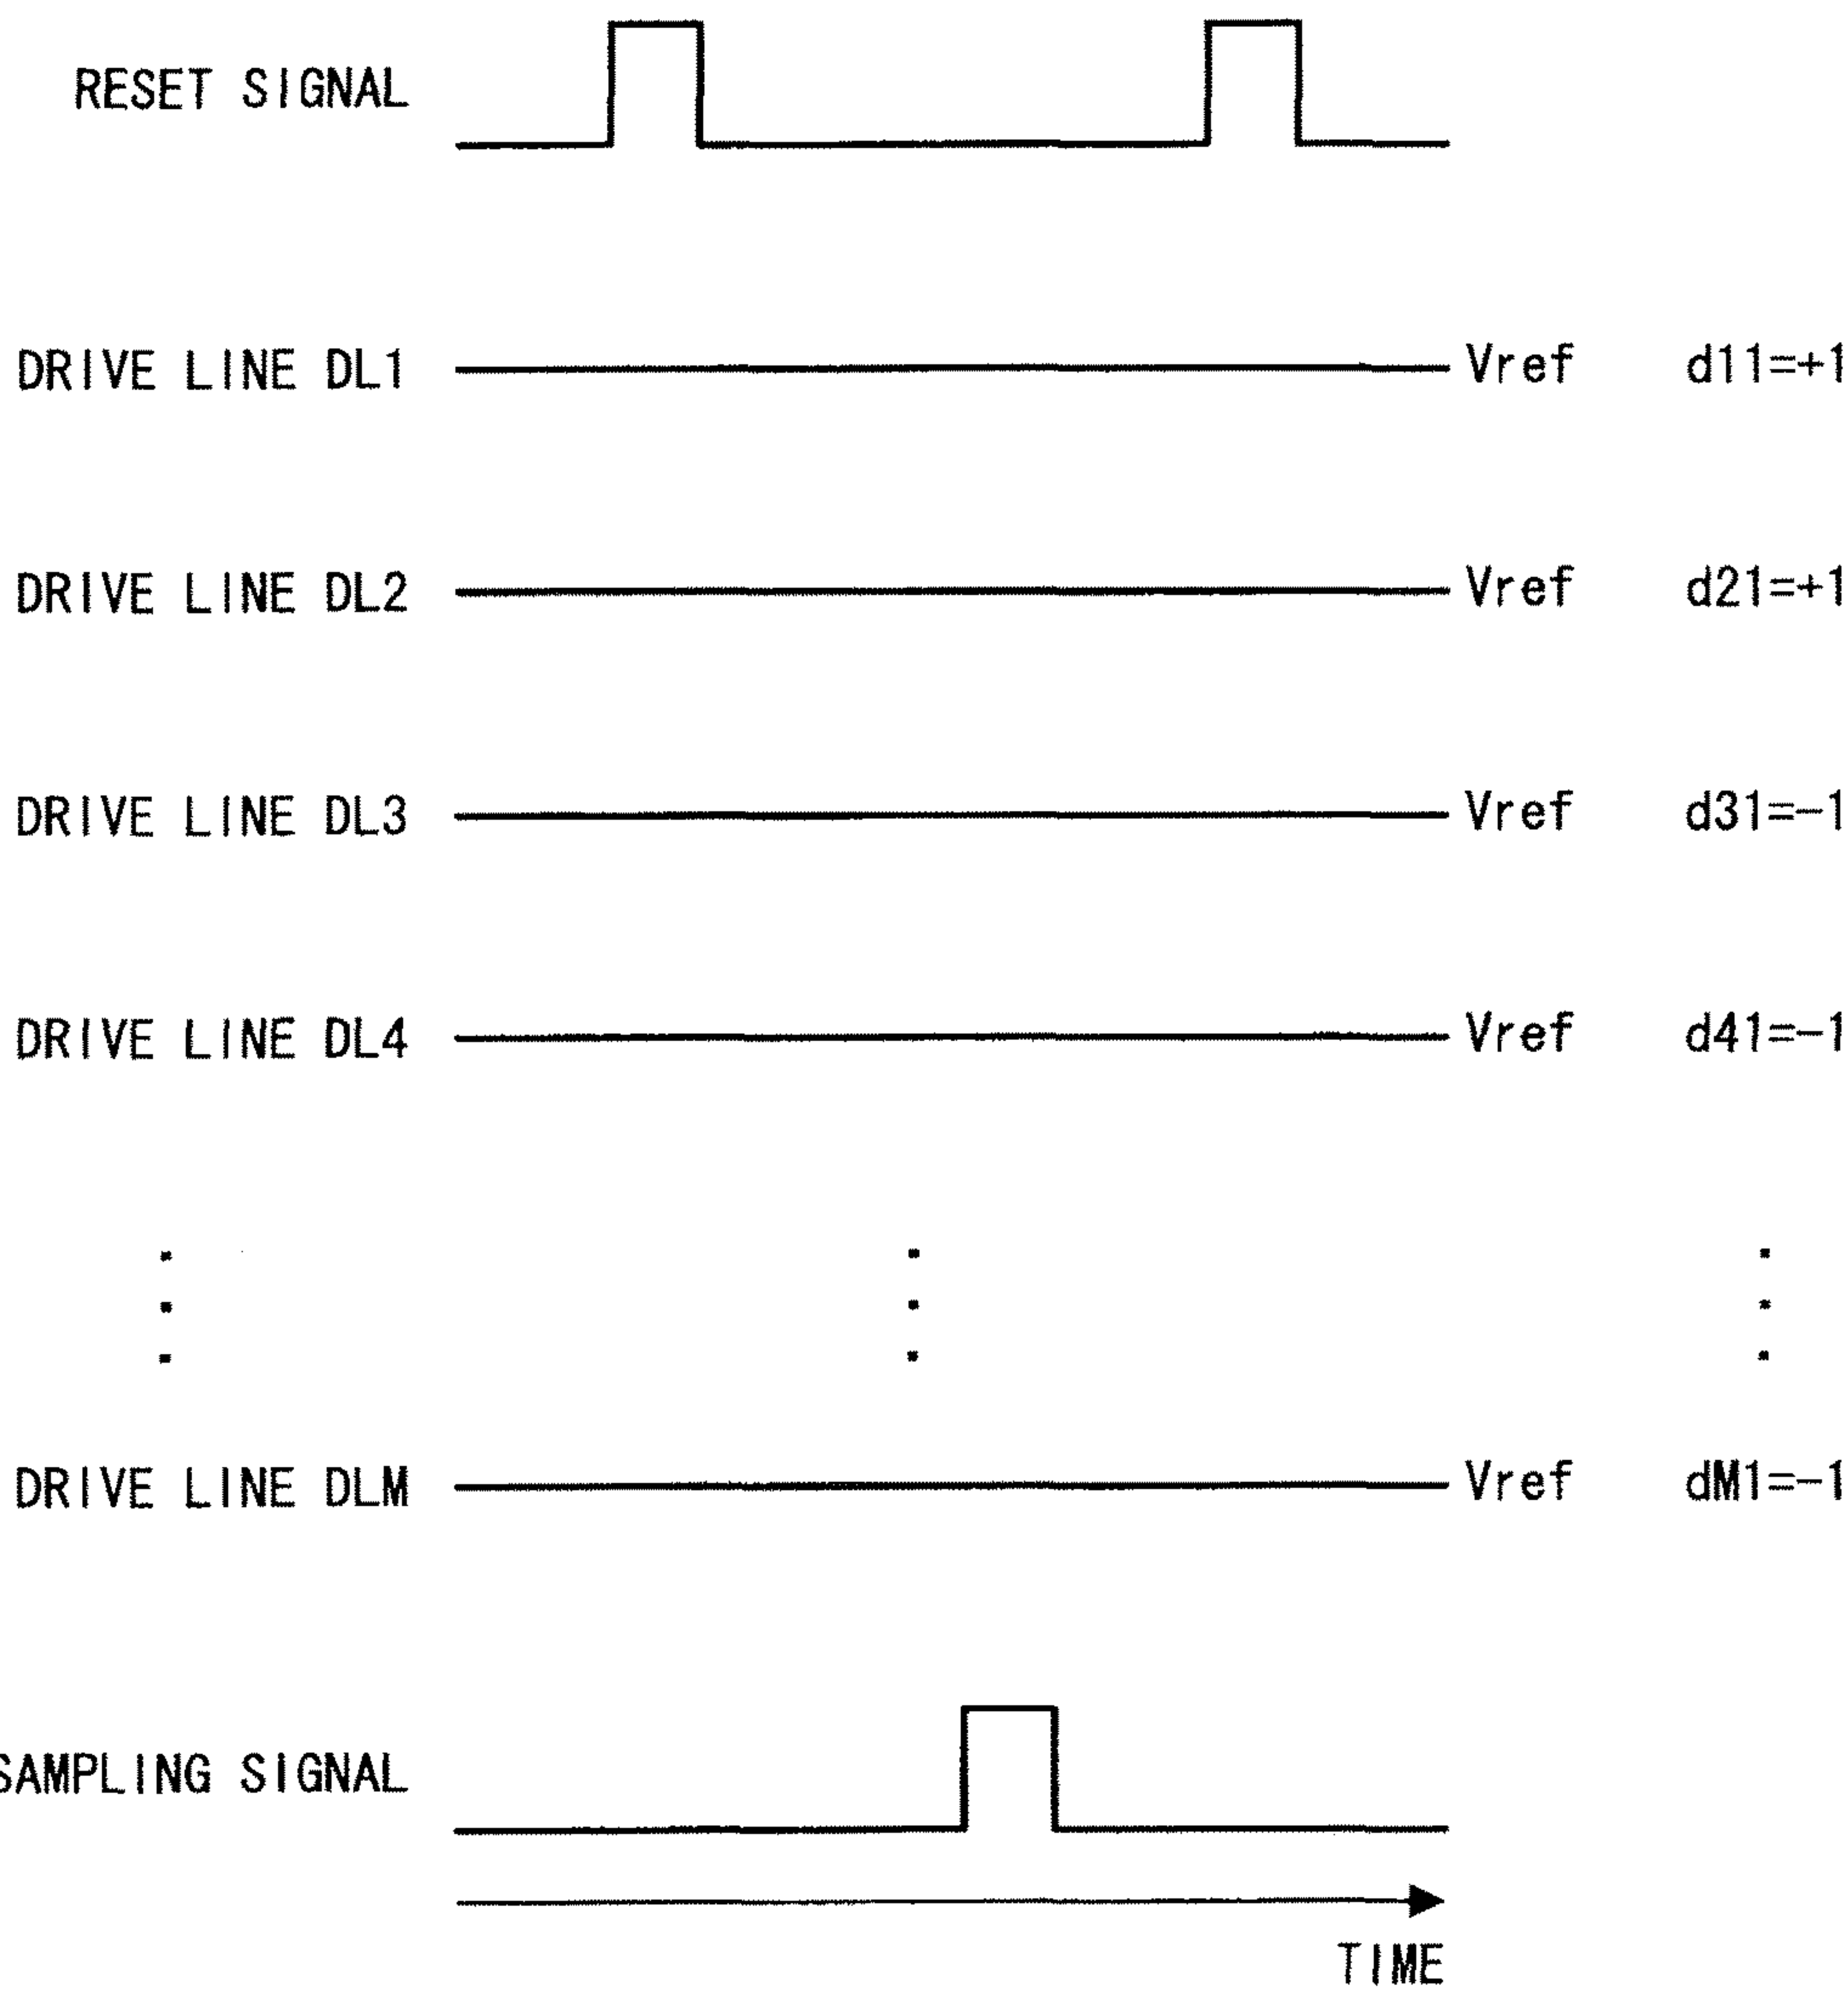 RESET SIGNAL
DRIVE LINE DL1 Vref d11=+1
DRIVE LINE DL2 Vref d21=+1
DRIVE LINE DL3 Vref d31=-1
DRIVE LINE DL4 Vref d41=-1
DRIVE LINE DLM Vref dM1=-1
SAMPLING SIGNAL
TIME